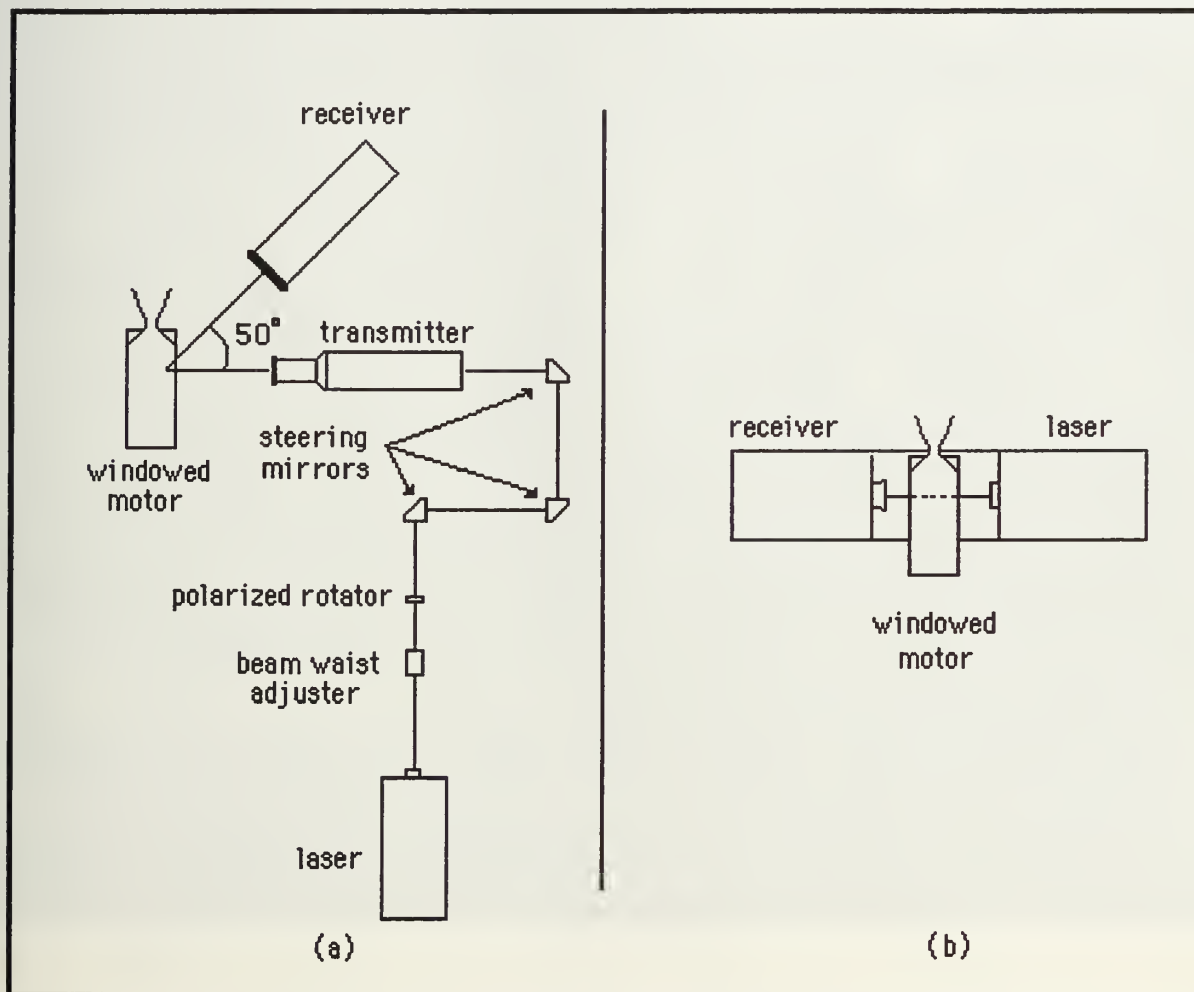 receiver
50°
transmitter
steering
mirrors
windowed
motor
polarized rotator
beam waist
adjuster
laser
(a)
receiver
laser
windowed
motor
(b)